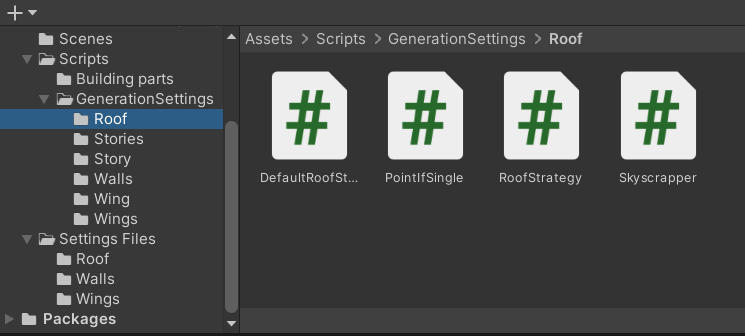 Scenes
Scripts
Building parts
GenerationSettings
Roof
Stories
Story
Walls
Wing
Wings
Settings Files
Roof
Walls
Wings
Packages
Assets > Scripts > GenerationSettings > Roof
DefaultRoofSt... PointIfSingle RoofStrategy Skyscrapper